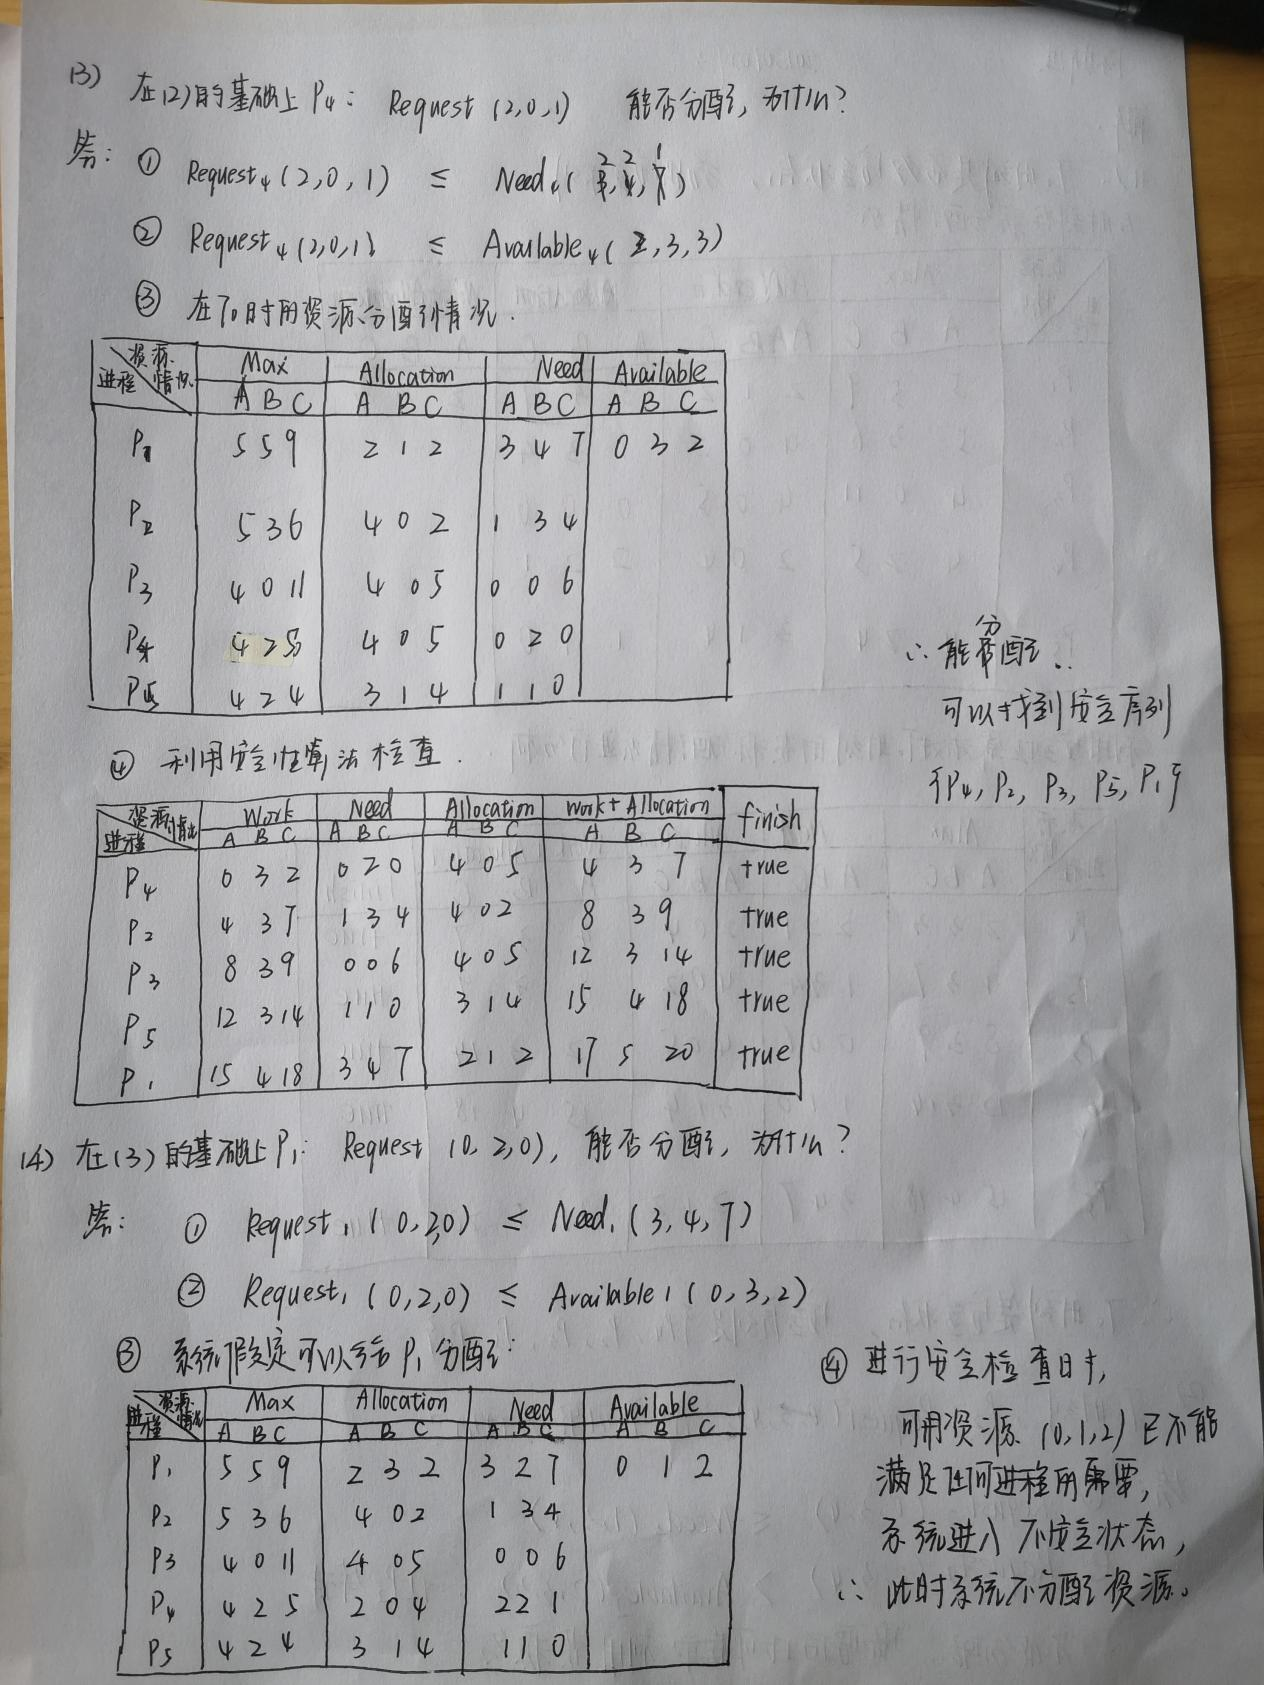 (3) 在(2)的基础上P4: Request (2,0,1) 能否分配, 为什么?
答: ① Request4 (2,0,1) ≤ Need4 (2,2,1)
② Request4 (2,0,1) ≤ Available4 (2,3,3)
③ 在T0时的资源分配情况.
资源情况 进程 Max Allocation Need Available
A B C A B C A B C A B C
P1 5 5 9 2 1 2 3 4 7 0 3 2
P2 5 3 6 4 0 2 1 3 4
P3 4 0 11 4 0 5 0 0 6
P4 4 2 5 4 0 5 0 2 0
P5 4 2 4 3 1 4 1 1 0
∴ 能分配.
可以找到安全序列
{P4, P2, P3, P5, P1}
④ 利用安全性算法检查.
资源情况 进程 Work Need Allocation Work+Allocation finish
A B C A B C A B C A B C
P4 0 3 2 0 2 0 4 0 5 4 3 7 true
P2 4 3 7 1 3 4 4 0 2 8 3 9 true
P3 8 3 9 0 0 6 4 0 5 12 3 14 true
P5 12 3 14 1 1 0 3 1 4 15 4 18 true
P1 15 4 18 3 4 7 2 1 2 17 5 20 true
(4) 在(3)的基础上P1: Request (0,2,0), 能否分配, 为什么?
答: ① Request1 (0,2,0) ≤ Need1 (3,4,7)
② Request1 (0,2,0) ≤ Available1 (0,3,2)
③ 系统假定可以给P1分配:
资源情况 进程 Max Allocation Need Available
A B C A B C A B C A B C
P1 5 5 9 2 3 2 3 2 7 0 1 2
P2 5 3 6 4 0 2 1 3 4
P3 4 0 11 4 0 5 0 0 6
P4 4 2 5 2 0 4 2 2 1
P5 4 2 4 3 1 4 1 1 0
④ 进行安全检查时,
可用资源(0,1,2)已不能
满足任何进程的需要,
系统进入不安全状态,
∴ 此时系统不分配资源。